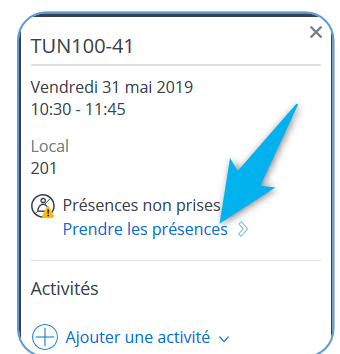 TUN100-41
Vendredi 31 mai 2019
10:30 - 11:45
Local
201
Présences non prises
Prendre les présences
Activités
Ajouter une activité